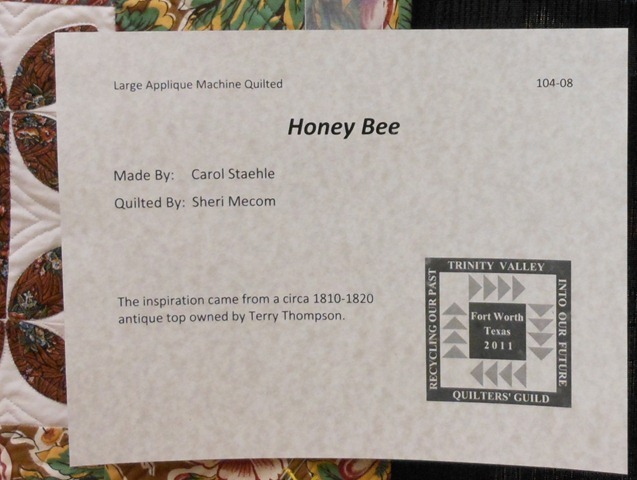 Large Applique Machine Quilted 104-08
Honey Bee
Made By: Carol Staehle
Quilted By: Sheri Mecom
The inspiration came from a circa 1810-1820
antique top owned by Terry Thompson.
TRINITY VALLEY
RECYCLING OUR PAST
Fort Worth
Texas
2011
INTO OUR FUTURE
QUILTERS' GUILD